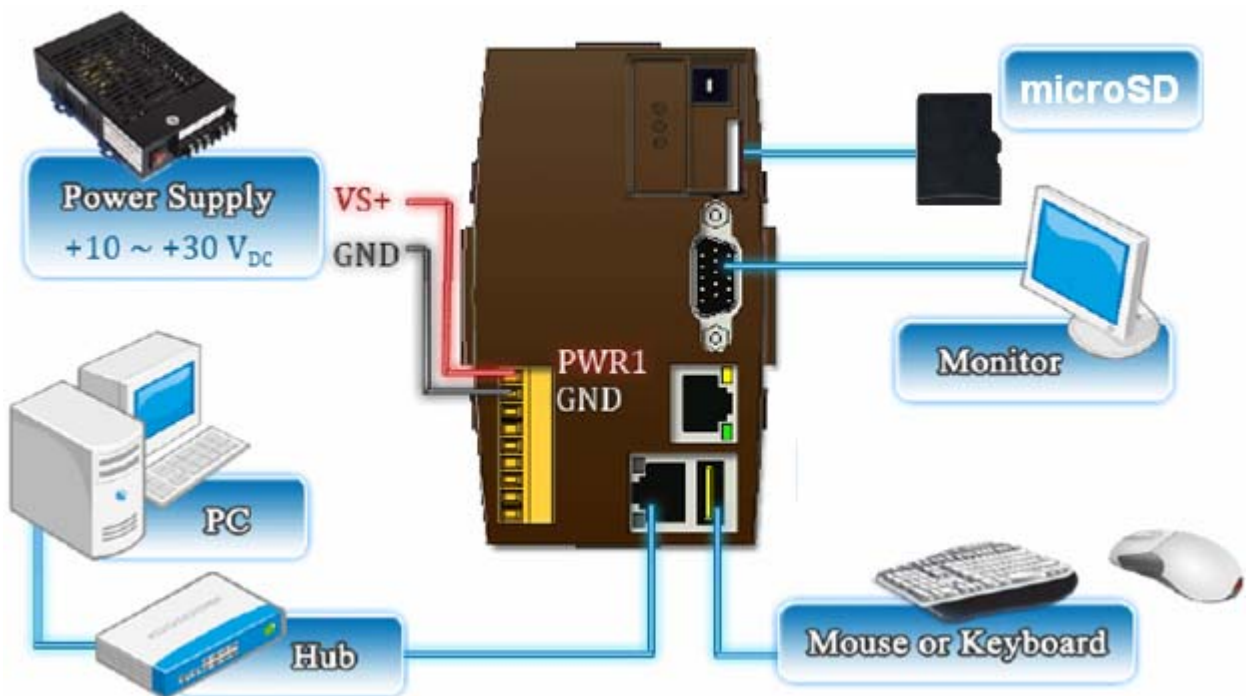 microSD
Power Supply
+10 ~ +30 VDC
VS+
GND
PWR1
GND
Monitor
PC
Hub
Mouse or Keyboard